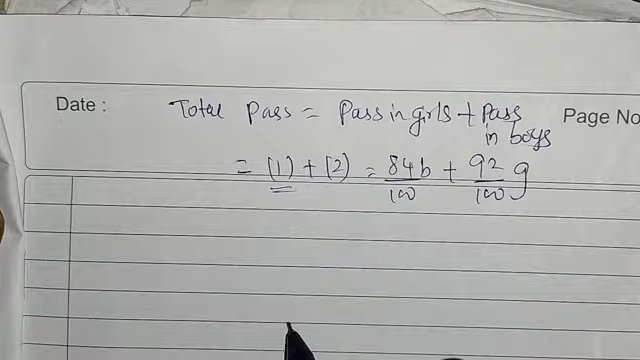 Date :
Total Pass = Pass in girls + Pass in boys
Page No
= (1) + (2) = 84b/100 + 92/100 g